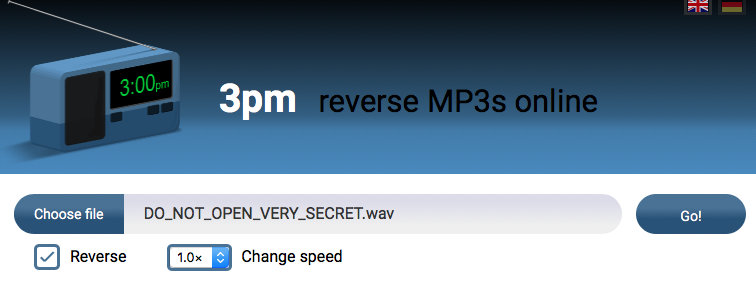 3:00pm
3pm reverse MP3s online
Choose file DO_NOT_OPEN_VERY_SECRET.wav Go!
Reverse 1.0× Change speed